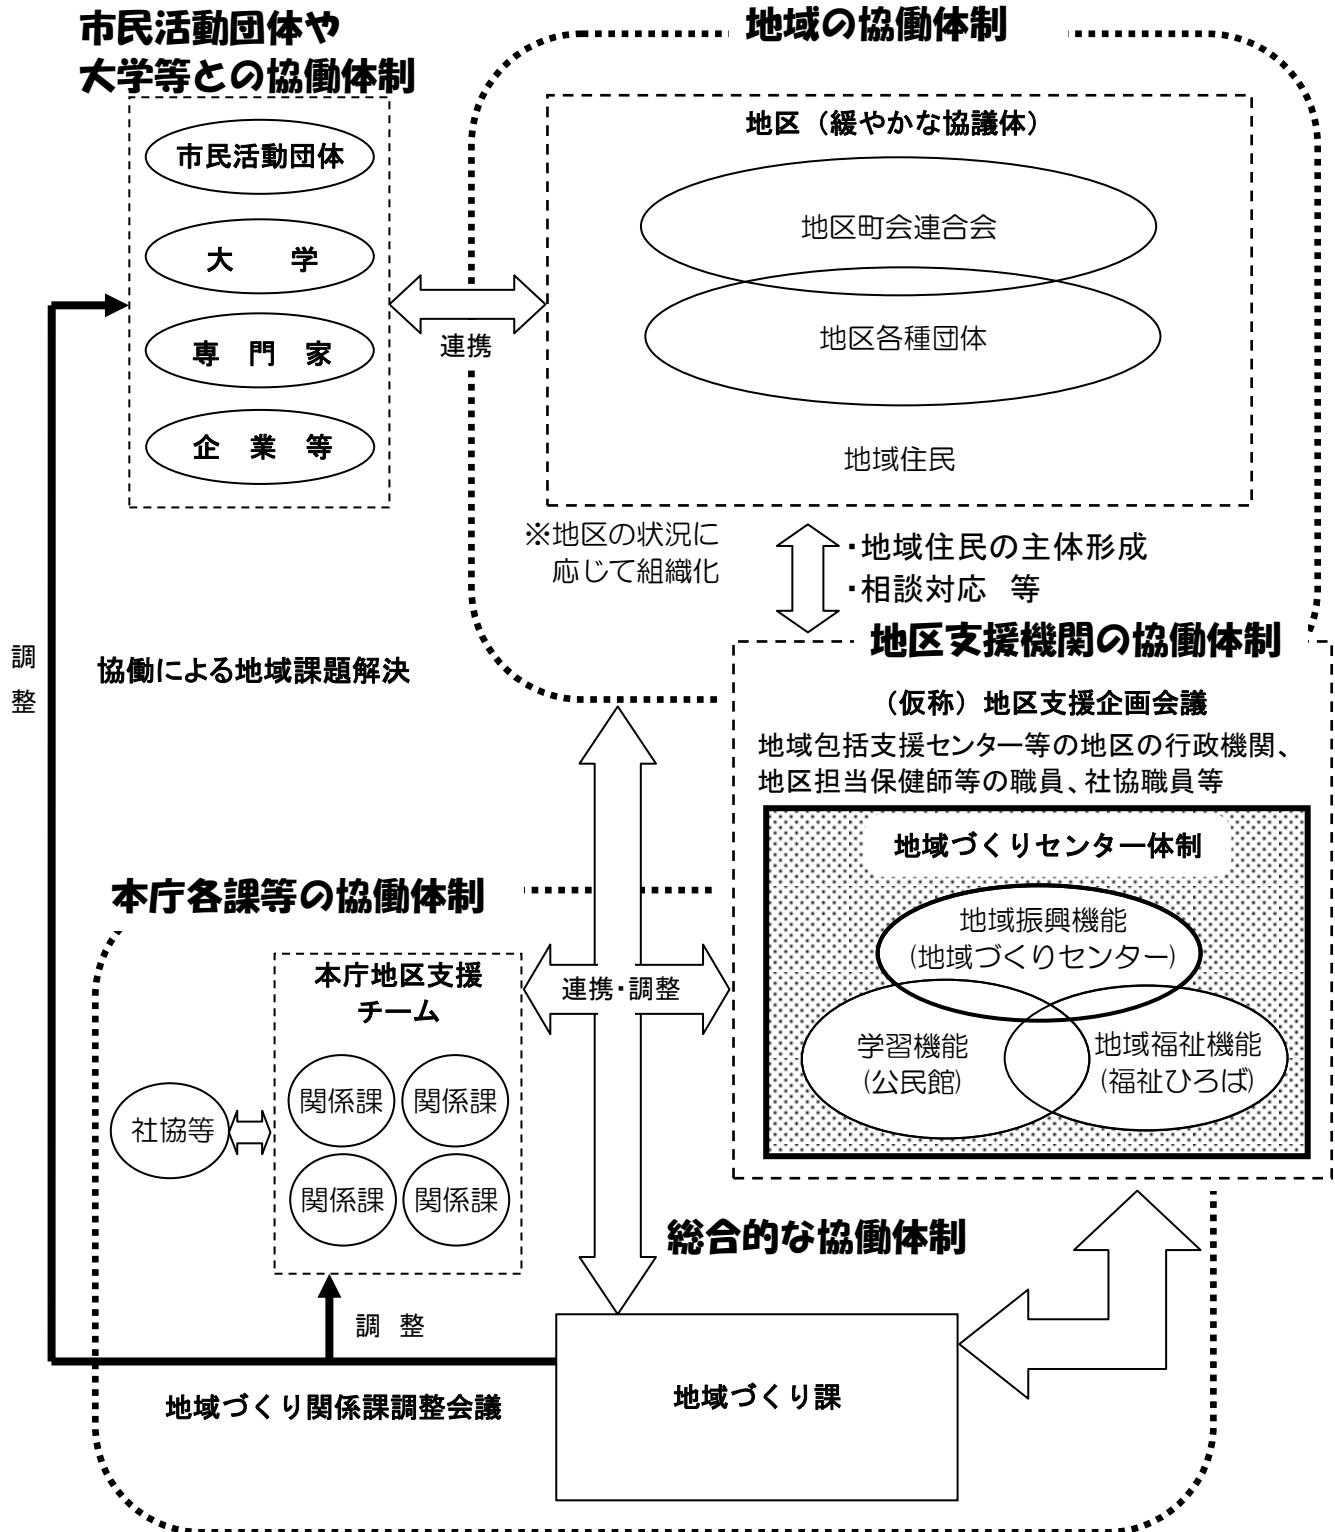 市民活動団体や
大学等との協働体制
市民活動団体
大　学
専　門　家
企　業　等
連携
地域の協働体制
地区（緩やかな協議体）
地区町会連合会
地区各種団体
地域住民
※地区の状況に
応じて組織化
・地域住民の主体形成
・相談対応　等
調
整
協働による地域課題解決
地区支援機関の協働体制
（仮称）地区支援企画会議
地域包括支援センター等の地区の行政機関、
地区担当保健師等の職員、社協職員等
地域づくりセンター体制
地域振興機能
(地域づくりセンター)
学習機能
(公民館)
地域福祉機能
(福祉ひろば)
本庁各課等の協働体制
本庁地区支援
チーム
連携・調整
関係課　関係課
社協等
関係課　関係課
総合的な協働体制
調　整
地域づくり関係課調整会議
地域づくり課